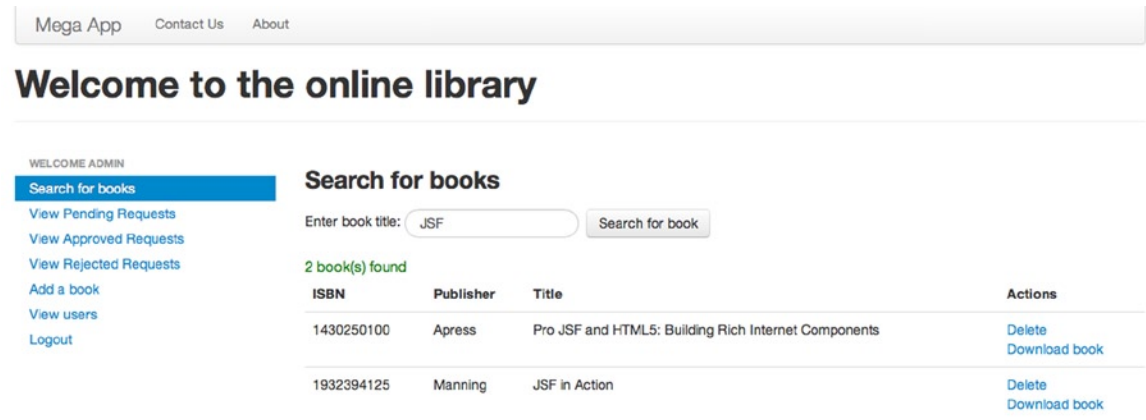 Mega App Contact Us About
Welcome to the online library
WELCOME ADMIN
Search for books
View Pending Requests
View Approved Requests
View Rejected Requests
Add a book
View users
Logout
Search for books
Enter book title: JSF Search for book
2 book(s) found
ISBN Publisher Title Actions
1430250100 Apress Pro JSF and HTML5: Building Rich Internet Components Delete
Download book
1932394125 Manning JSF in Action Delete
Download book